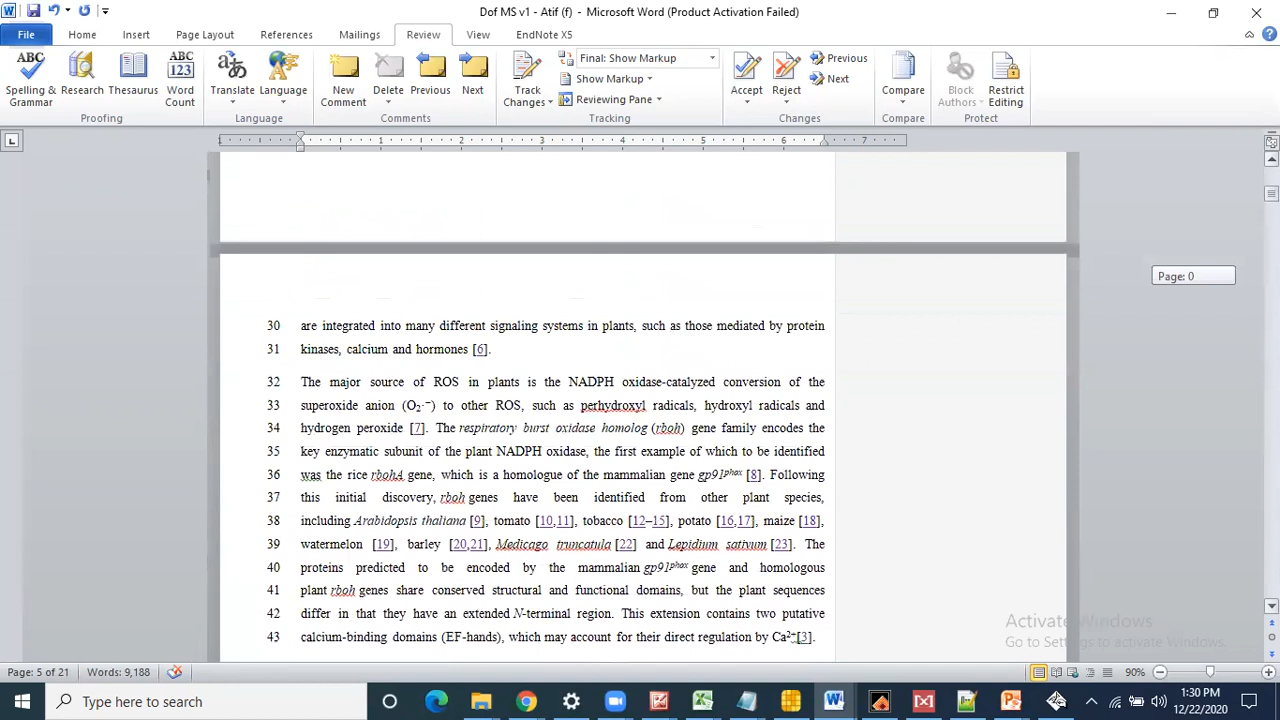 Dof MS v1 - Atif (f) - Microsoft Word (Product Activation Failed)
File Home Insert Page Layout References Mailings Review View EndNote X5
Spelling & Grammar Research Thesaurus Word Count Translate Language New Comment Delete Previous Next Track Changes Final: Show Markup Show Markup Reviewing Pane Accept Reject Previous Next Compare Block Authors Restrict Editing
Proofing Language Comments Tracking Changes Compare Protect
1 1 2 3 4 5 6 7
Page: 0
30 are integrated into many different signaling systems in plants, such as those mediated by protein
31 kinases, calcium and hormones [6].
32 The major source of ROS in plants is the NADPH oxidase-catalyzed conversion of the
33 superoxide anion (O2·−) to other ROS, such as perhydroxyl radicals, hydroxyl radicals and
34 hydrogen peroxide [7]. The respiratory burst oxidase homolog (rboh) gene family encodes the
35 key enzymatic subunit of the plant NADPH oxidase, the first example of which to be identified
36 was the rice rbohA gene, which is a homologue of the mammalian gene gp91phox [8]. Following
37 this initial discovery, rboh genes have been identified from other plant species,
38 including Arabidopsis thaliana [9], tomato [10,11], tobacco [12–15], potato [16,17], maize [18],
39 watermelon [19], barley [20,21], Medicago truncatula [22] and Lepidium sativum [23]. The
40 proteins predicted to be encoded by the mammalian gp91phox gene and homologous
41 plant rboh genes share conserved structural and functional domains, but the plant sequences
42 differ in that they have an extended N-terminal region. This extension contains two putative
43 calcium-binding domains (EF-hands), which may account for their direct regulation by Ca2+[3].
Activate Windows
Go to Settings to activate Windows.
Page: 5 of 21 Words: 9,188 90%
Type here to search
1:30 PM
12/22/2020